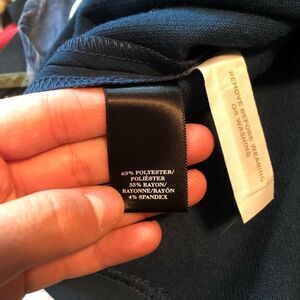 63% POLYESTER/
POLIÉSTER
33% RAYON/
RAYONNE/RAYÓN
4% SPANDEX
REMOVE BEFORE WEARING
OR WASHING